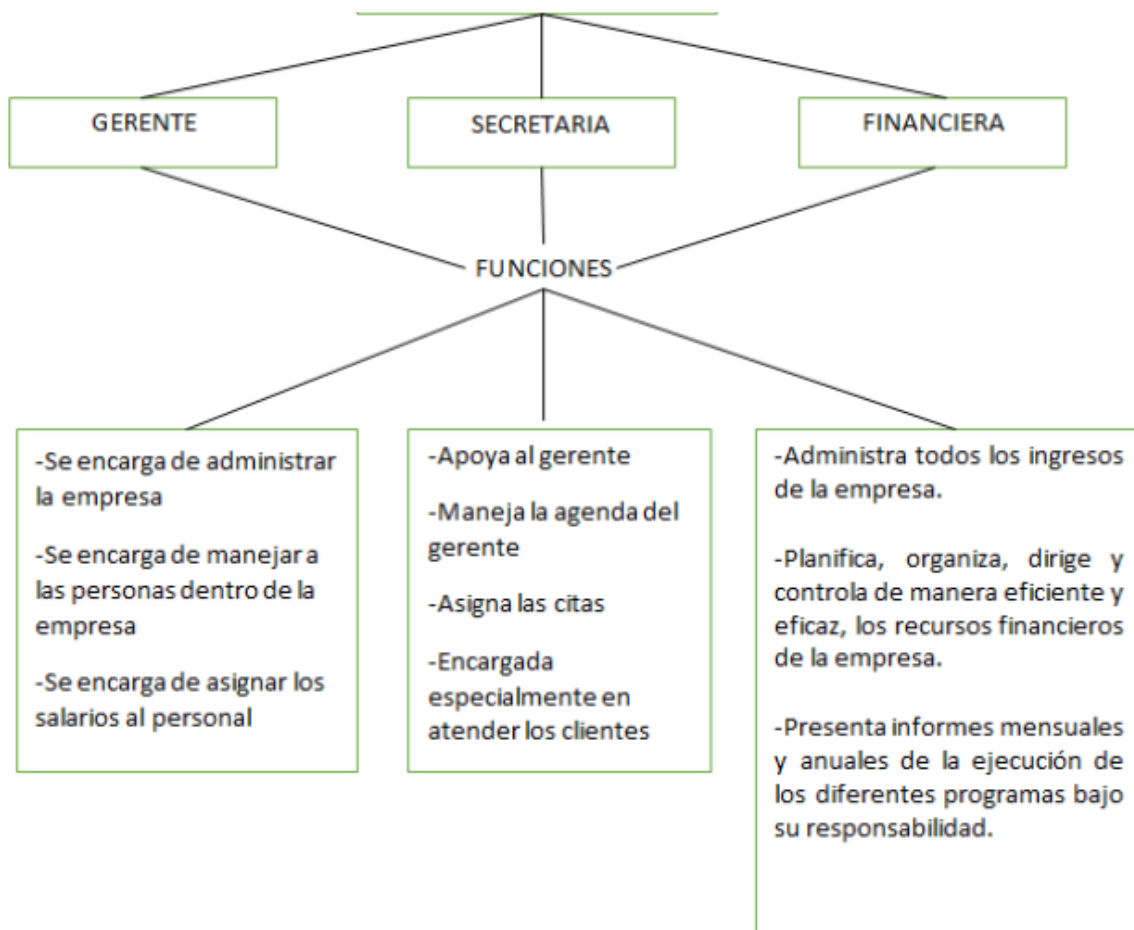 GERENTE
SECRETARIA
FINANCIERA
FUNCIONES
-Se encarga de administrar
la empresa
-Se encarga de manejar a
las personas dentro de la
empresa
-Se encarga de asignar los
salarios al personal
-Apoya al gerente
-Maneja la agenda del
gerente
-Asigna las citas
-Encargada
especialmente en
atender los clientes
-Administra todos los ingresos
de la empresa.
-Planifica, organiza, dirige y
controla de manera eficiente y
eficaz, los recursos financieros
de la empresa.
-Presenta informes mensuales
y anuales de la ejecución de
los diferentes programas bajo
su responsabilidad.